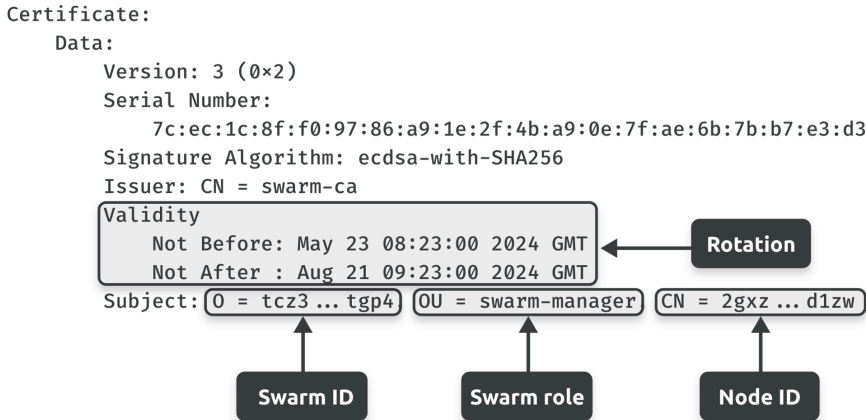 Certificate:
Data:
Version: 3 (0×2)
Serial Number:
7c:ec:1c:8f:f0:97:86:a9:1e:2f:4b:a9:0e:7f:ae:6b:7b:b7:e3:d3
Signature Algorithm: ecdsa-with-SHA256
Issuer: CN = swarm-ca
Validity
Not Before: May 23 08:23:00 2024 GMT
Rotation
Not After : Aug 21 09:23:00 2024 GMT
Subject: O = tcz3...tgp4, OU = swarm-manager, CN = 2gxz...d1zw
Swarm ID
Swarm role
Node ID